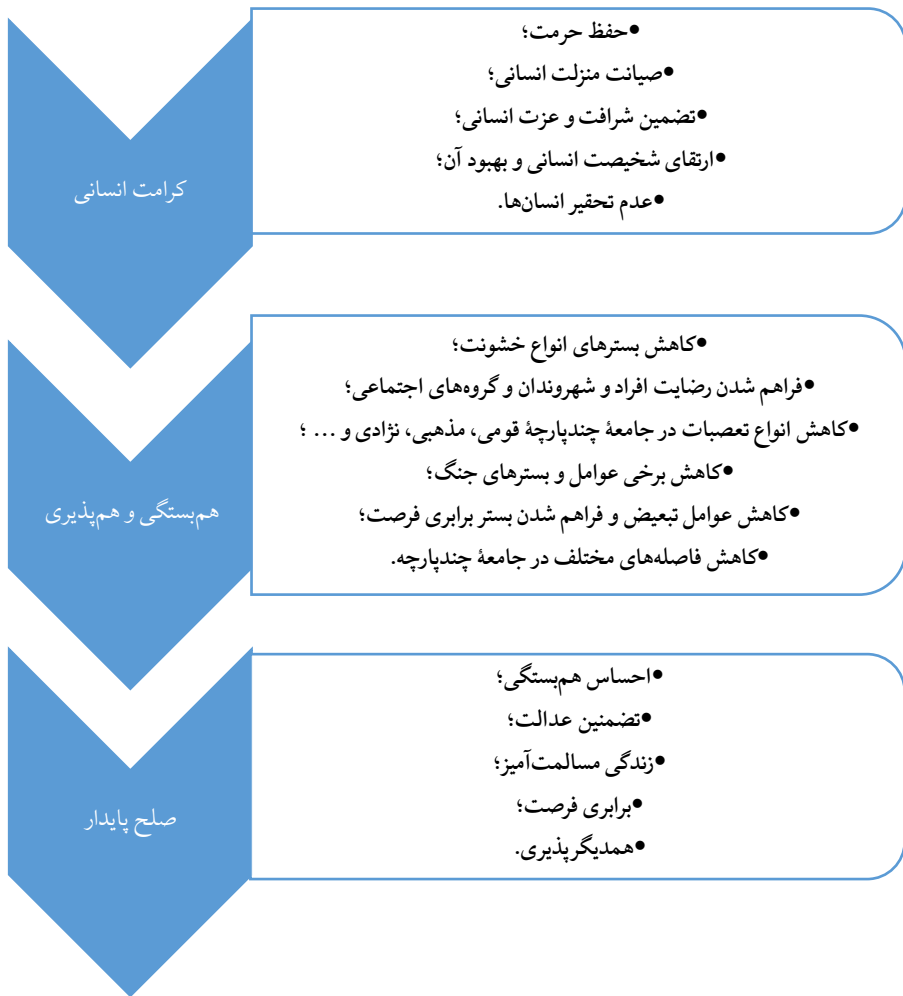 کرامت انسانی
•حفظ حرمت؛
•صیانت منزلت انسانی؛
•تضمین شرافت و عزت انسانی؛
•ارتقای شخیصت انسانی و بهبود آن؛
•عدم تحقیر انسان‌ها.
هم‌بستگی و هم‌پذیری
•کاهش بسترهای انواع خشونت؛
•فراهم شدن رضایت افراد و شهروندان و گروه‌های اجتماعی؛
•کاهش انواع تعصبات در جامعهٔ چندپارچهٔ قومی، مذهبی، نژادی و ... ؛
•کاهش برخی عوامل و بسترهای جنگ؛
•کاهش عوامل تبعیض و فراهم شدن بستر برابری فرصت؛
•کاهش فاصله‌های مختلف در جامعهٔ چندپارچه.
صلح پایدار
•احساس هم‌بستگی؛
•تضمنین عدالت؛
•زندگی مسالمت‌آمیز؛
•برابری فرصت؛
•همدیگرپذیری.